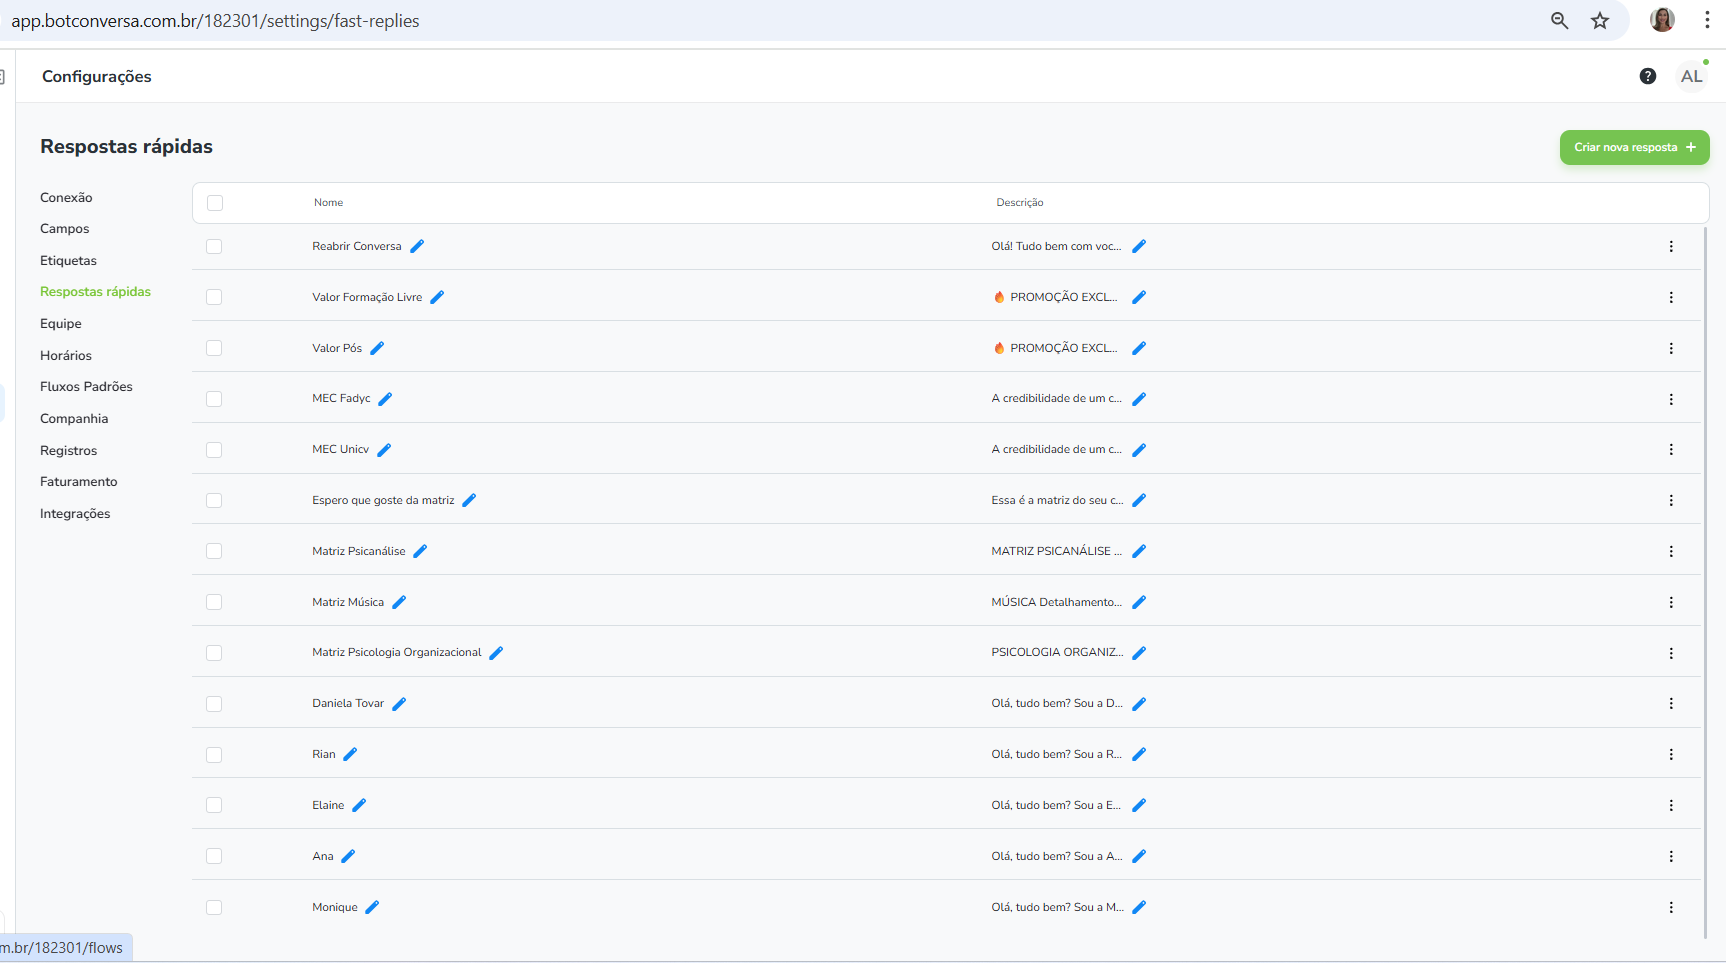 app.botconversa.com.br/182301/settings/fast-replies
Configurações
AL
Respostas rápidas
Criar nova resposta +
Conexão
Campos
Etiquetas
Respostas rápidas
Equipe
Horários
Fluxos Padrões
Companhia
Registros
Faturamento
Integrações
Nome Descrição
Reabrir Conversa Olá! Tudo bem com voc...
Valor Formação Livre 🔥 PROMOÇÃO EXCL...
Valor Pós 🔥 PROMOÇÃO EXCL...
MEC Fadyc A credibilidade de um c...
MEC Unicv A credibilidade de um c...
Espero que goste da matriz Essa é a matriz do seu c...
Matriz Psicanálise MATRIZ PSICANÁLISE ...
Matriz Música MÚSICA Detalhamento...
Matriz Psicologia Organizacional PSICOLOGIA ORGANIZ...
Daniela Tovar Olá, tudo bem? Sou a D...
Rian Olá, tudo bem? Sou a R...
Elaine Olá, tudo bem? Sou a E...
Ana Olá, tudo bem? Sou a A...
Monique Olá, tudo bem? Sou a M...
m.br/182301/flows